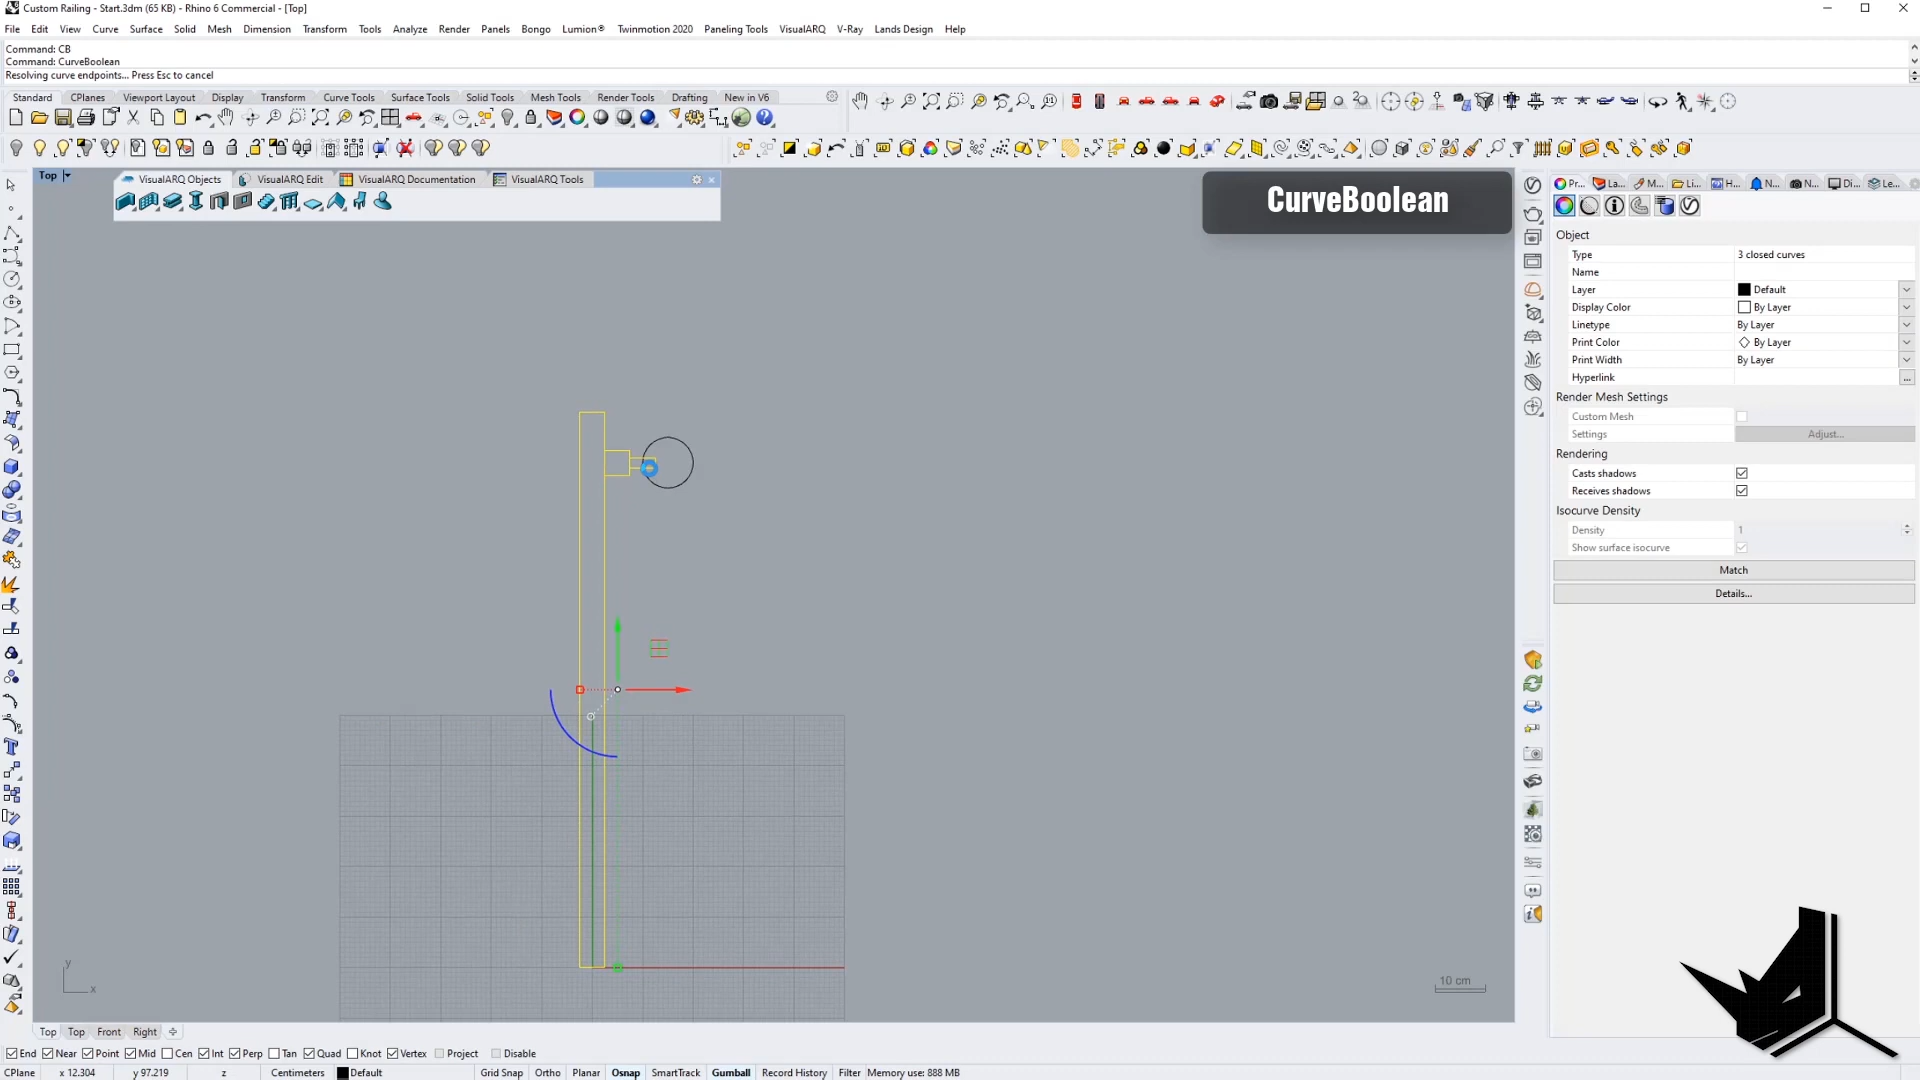 Custom Railing - Start.3dm (65 KB) - Rhino 6 Commercial - [Top]
File Edit View Curve Surface Solid Mesh Dimension Transform Tools Analyze Render Panels Bongo Lumion® Twinmotion 2020 Paneling Tools VisualARQ V-Ray Lands Design Help
Command: CB
Command: CurveBoolean
Resolving curve endpoints... Press Esc to cancel
Standard CPlanes Viewport Layout Display Transform Curve Tools Surface Tools Solid Tools Mesh Tools Render Tools Drafting New in V6
Top
VisualARQ Objects VisualARQ Edit VisualARQ Documentation VisualARQ Tools
CurveBoolean
Pr... La... M... Li... H... N... N... Di... Le...
Object
Type 3 closed curves
Name
Layer Default
Display Color By Layer
Linetype By Layer
Print Color By Layer
Print Width By Layer
Hyperlink ...
Render Mesh Settings
Custom Mesh
Settings Adjust...
Rendering
Casts shadows
Receives shadows
Isocurve Density
Density 1
Show surface isocurve
Match
Details...
y
x
10 cm
Top Top Front Right
End Near Point Mid Cen Int Perp Tan Quad Knot Vertex Project Disable
CPlane x 12.304 y 97.219 z Centimeters Default Grid Snap Ortho Planar Osnap SmartTrack Gumball Record History Filter Memory use: 888 MB